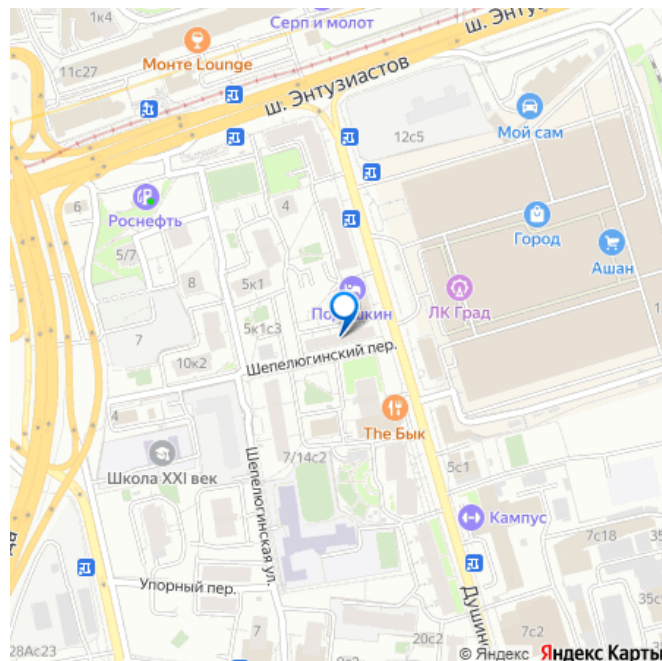 1к4
Серп и молот
ш. Энтузиастов
Монте Lounge
11с27
ш. Энтузиастов
12с5
Мой сам
6
Роснефть
4
Город
5/7
Ашан
8
5к1
ЛК Град
1
5к1с3
7
10к2
Шепелюгинский пер.
4
The Бык
Школа XXI век
7/14с2
5с1
Шепелюгинская ул.
Кампус
7с18
Упорный пер.
35с
7
20с2
7с2
28Ас23
© Яндекс Яндекс Карты